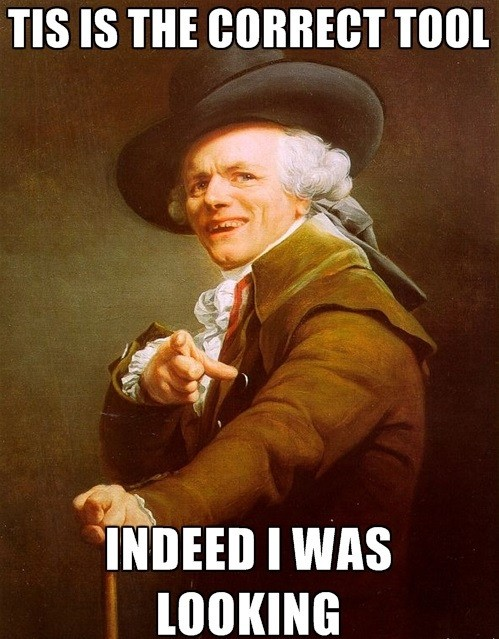 TIS IS THE CORRECT TOOL
INDEED I WAS
LOOKING